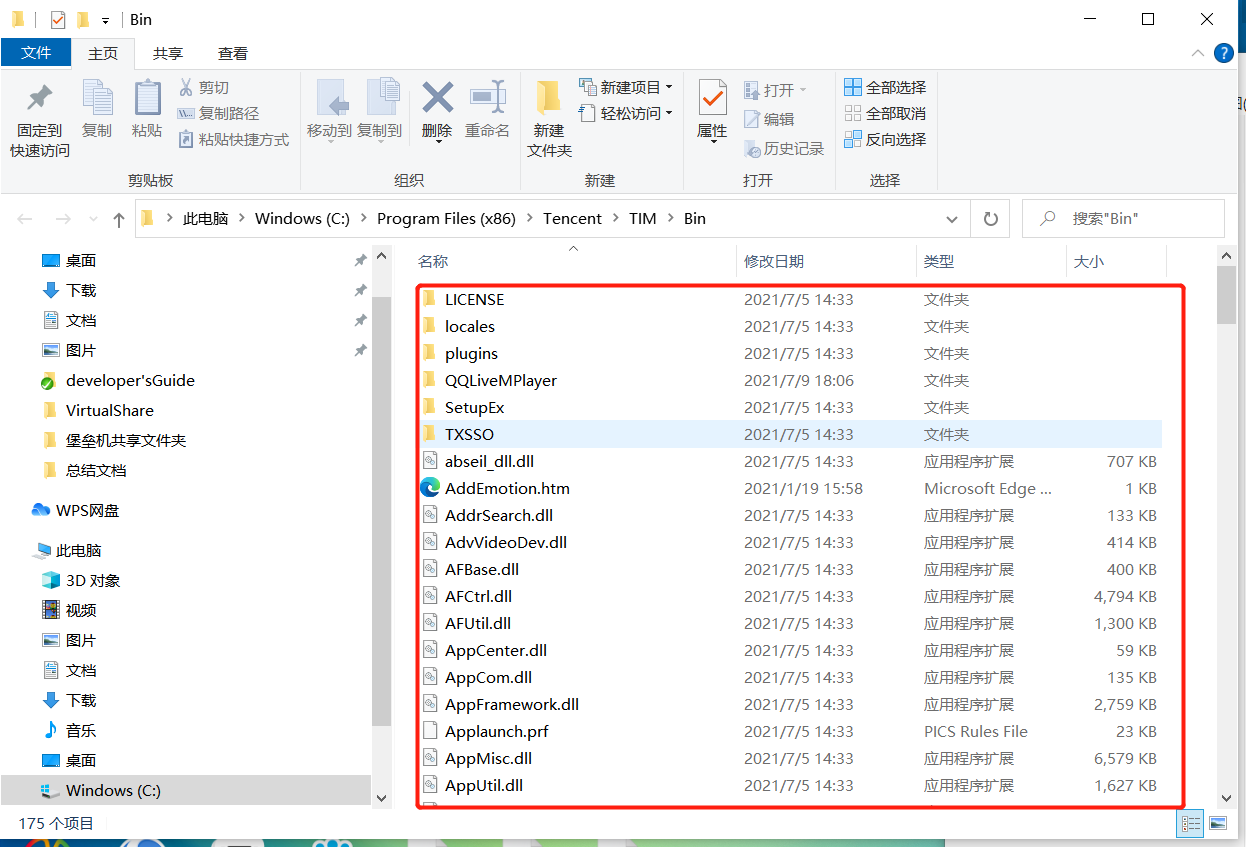 Bin
文件 主页 共享 查看
剪切
复制路径
粘贴快捷方式
固定到
快速访问
复制
粘贴
剪贴板
移动到 复制到 删除 重命名
组织
新建
文件夹
新建项目
轻松访问
新建
属性
打开
编辑
历史记录
打开
全部选择
全部取消
反向选择
选择
此电脑 Windows (C:) Program Files (x86) Tencent TIM Bin
搜索"Bin"
桌面
下载
文档
图片
developer'sGuide
VirtualShare
堡垒机共享文件夹
总结文档
WPS网盘
此电脑
3D 对象
视频
图片
文档
下载
音乐
桌面
Windows (C:)
名称 修改日期 类型 大小
LICENSE 2021/7/5 14:33 文件夹
locales 2021/7/5 14:33 文件夹
plugins 2021/7/5 14:33 文件夹
QQLiveMPlayer 2021/7/9 18:06 文件夹
SetupEx 2021/7/5 14:33 文件夹
TXSSO 2021/7/5 14:33 文件夹
abseil_dll.dll 2021/7/5 14:33 应用程序扩展 707 KB
AddEmotion.htm 2021/1/19 15:58 Microsoft Edge ... 1 KB
AddrSearch.dll 2021/7/5 14:33 应用程序扩展 133 KB
AdvVideoDev.dll 2021/7/5 14:33 应用程序扩展 414 KB
AFBase.dll 2021/7/5 14:33 应用程序扩展 400 KB
AFCtrl.dll 2021/7/5 14:33 应用程序扩展 4,794 KB
AFUtil.dll 2021/7/5 14:33 应用程序扩展 1,300 KB
AppCenter.dll 2021/7/5 14:33 应用程序扩展 59 KB
AppCom.dll 2021/7/5 14:33 应用程序扩展 135 KB
AppFramework.dll 2021/7/5 14:33 应用程序扩展 2,759 KB
Applaunch.prf 2021/7/5 14:33 PICS Rules File 23 KB
AppMisc.dll 2021/7/5 14:33 应用程序扩展 6,579 KB
AppUtil.dll 2021/7/5 14:33 应用程序扩展 1,627 KB
175 个项目